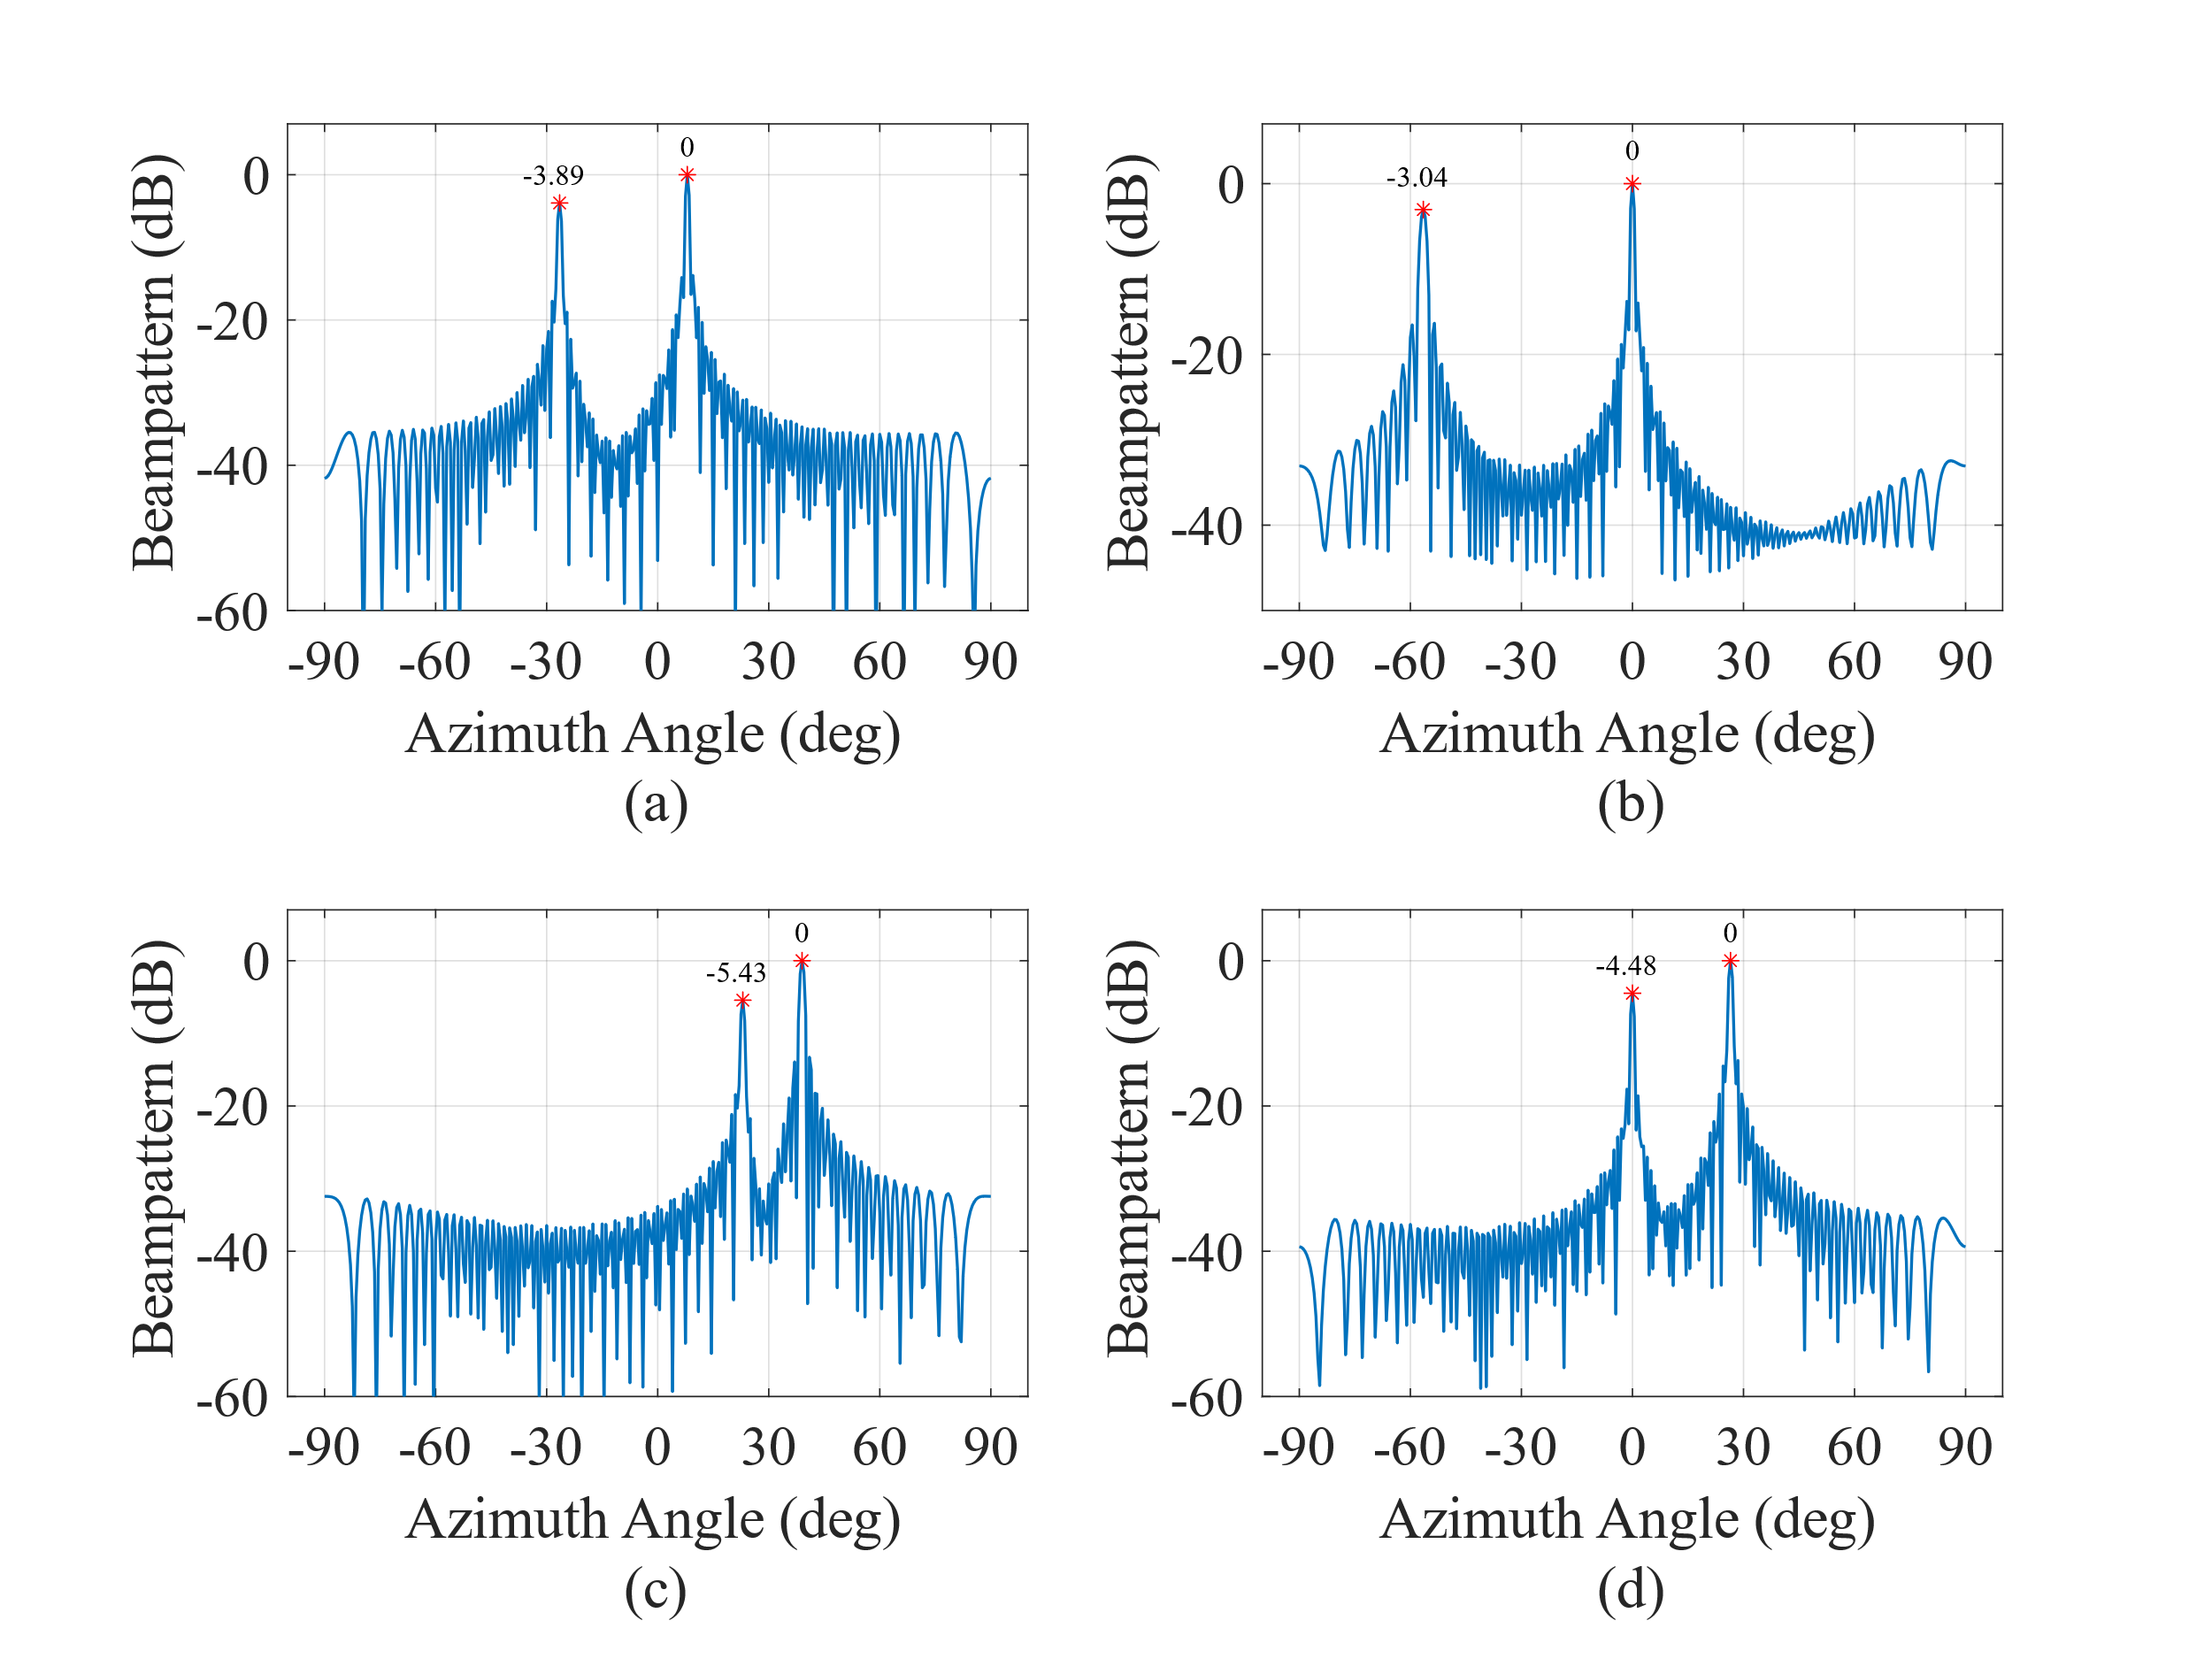 0
-3.89
0
-20
-40
-60
Beampattern (dB)
-90 -60 -30 0 30 60 90
Azimuth Angle (deg)
(a)
0
-3.04
0
-20
-40
Beampattern (dB)
-90 -60 -30 0 30 60 90
Azimuth Angle (deg)
(b)
0
-5.43
0
-20
-40
-60
Beampattern (dB)
-90 -60 -30 0 30 60 90
Azimuth Angle (deg)
(c)
0
-4.48
0
-20
-40
-60
Beampattern (dB)
-90 -60 -30 0 30 60 90
Azimuth Angle (deg)
(d)